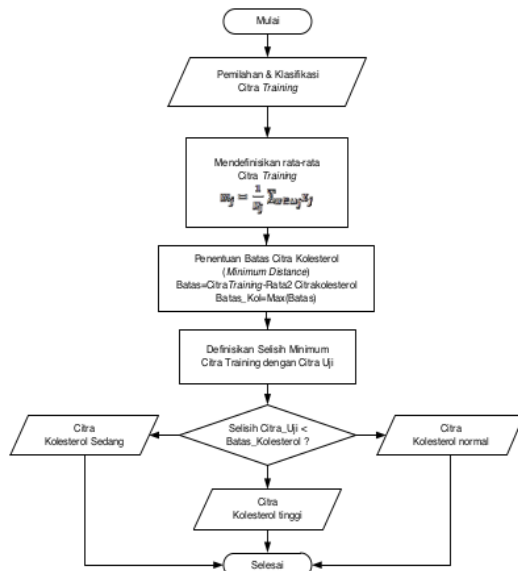 Mulai
Pemilahan & Klasifikasi
Citra Training
Mendefinisikan rata-rata
Citra Training
Penentuan Batas Citra Kolesterol
(Minimum Distance)
Batas=CitraTraining-Rata2 Citrakolesterol
Batas_Kol=Max(Batas)
Definisikan Selisih Minimum
Citra Training dengan Citra Uji
Selisih Citra_Uji <
Batas_Kolesterol ?
Citra
Kolesterol Sedang
Citra
Kolesterol normal
Citra
Kolesterol tinggi
Selesai